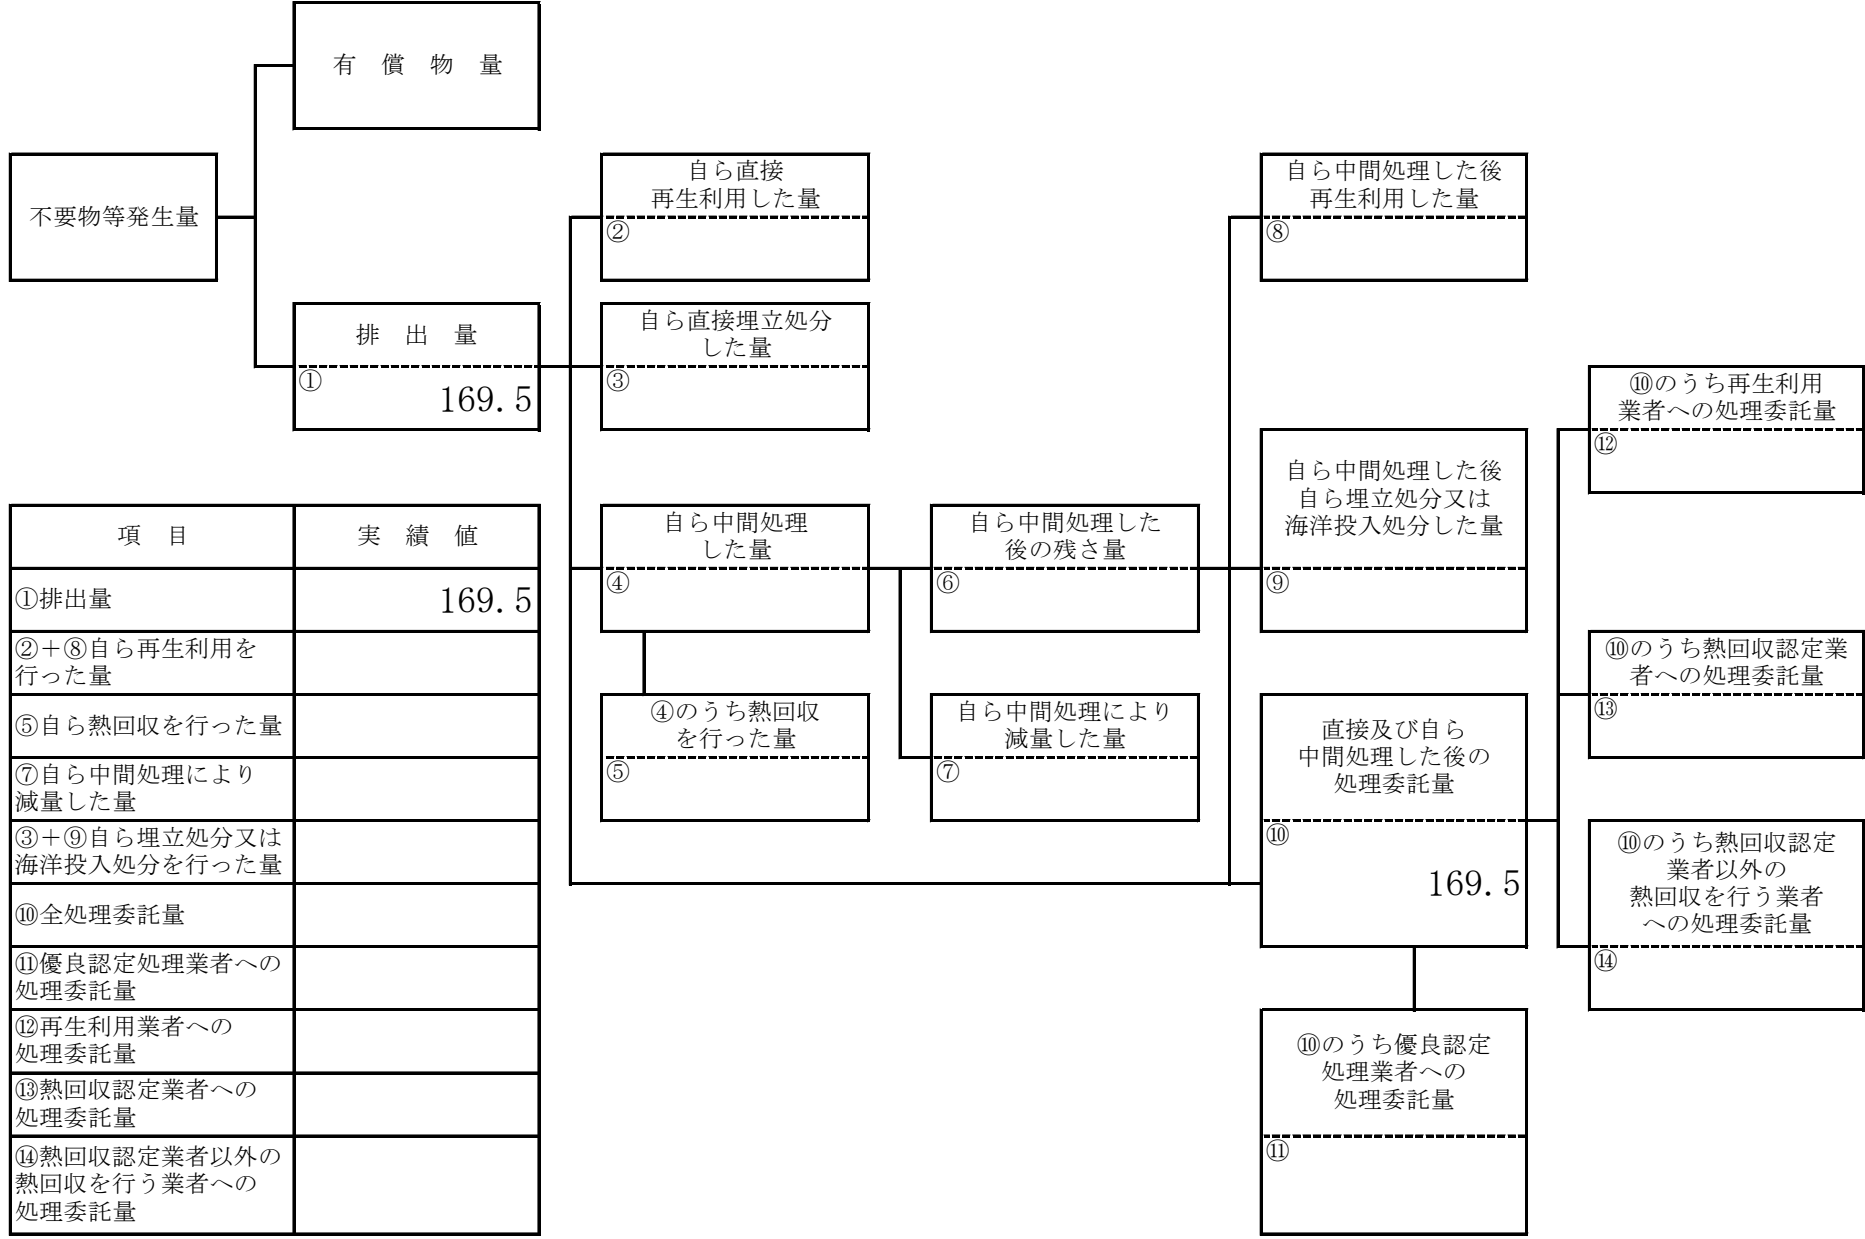 有 償 物 量
不要物等発生量
排 出 量
①
169.5
自ら直接
再生利用した量
②
自ら直接埋立処分
した量
③
自ら中間処理
した量
④
④のうち熱回収
を行った量
⑤
自ら中間処理した
後の残さ量
⑥
自ら中間処理により
減量した量
⑦
自ら中間処理した後
再生利用した量
⑧
自ら中間処理した後
自ら埋立処分又は
海洋投入処分した量
⑨
直接及び自ら
中間処理した後の
処理委託量
⑩
169.5
⑩のうち優良認定
処理業者への
処理委託量
⑪
⑩のうち再生利用
業者への処理委託量
⑫
⑩のうち熱回収認定業
者への処理委託量
⑬
⑩のうち熱回収認定
業者以外の
熱回収を行う業者
への処理委託量
⑭
項 目 実 績 値
①排出量 169.5
②＋⑧自ら再生利用を
行った量
⑤自ら熱回収を行った量
⑦自ら中間処理により
減量した量
③＋⑨自ら埋立処分又は
海洋投入処分を行った量
⑩全処理委託量
⑪優良認定処理業者への
処理委託量
⑫再生利用業者への
処理委託量
⑬熱回収認定業者への
処理委託量
⑭熱回収認定業者以外の
熱回収を行う業者への
処理委託量